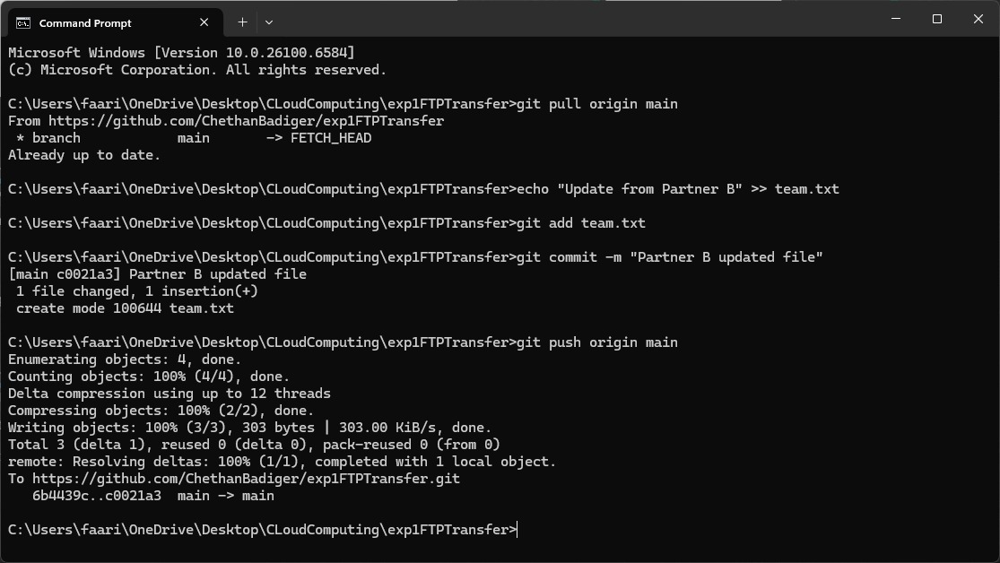 Command Prompt
Microsoft Windows [Version 10.0.26100.6584]
(c) Microsoft Corporation. All rights reserved.
C:\Users\faari\OneDrive\Desktop\CLoudComputing\exp1FTPTransfer>git pull origin main
From https://github.com/ChethanBadiger/exp1FTPTransfer
 * branch            main       -> FETCH_HEAD
Already up to date.
C:\Users\faari\OneDrive\Desktop\CLoudComputing\exp1FTPTransfer>echo "Update from Partner B" >> team.txt
C:\Users\faari\OneDrive\Desktop\CLoudComputing\exp1FTPTransfer>git add team.txt
C:\Users\faari\OneDrive\Desktop\CLoudComputing\exp1FTPTransfer>git commit -m "Partner B updated file"
[main c0021a3] Partner B updated file
 1 file changed, 1 insertion(+)
 create mode 100644 team.txt
C:\Users\faari\OneDrive\Desktop\CLoudComputing\exp1FTPTransfer>git push origin main
Enumerating objects: 4, done.
Counting objects: 100% (4/4), done.
Delta compression using up to 12 threads
Compressing objects: 100% (2/2), done.
Writing objects: 100% (3/3), 303 bytes | 303.00 KiB/s, done.
Total 3 (delta 1), reused 0 (delta 0), pack-reused 0 (from 0)
remote: Resolving deltas: 100% (1/1), completed with 1 local object.
To https://github.com/ChethanBadiger/exp1FTPTransfer.git
   6b4439c..c0021a3  main -> main
C:\Users\faari\OneDrive\Desktop\CLoudComputing\exp1FTPTransfer>